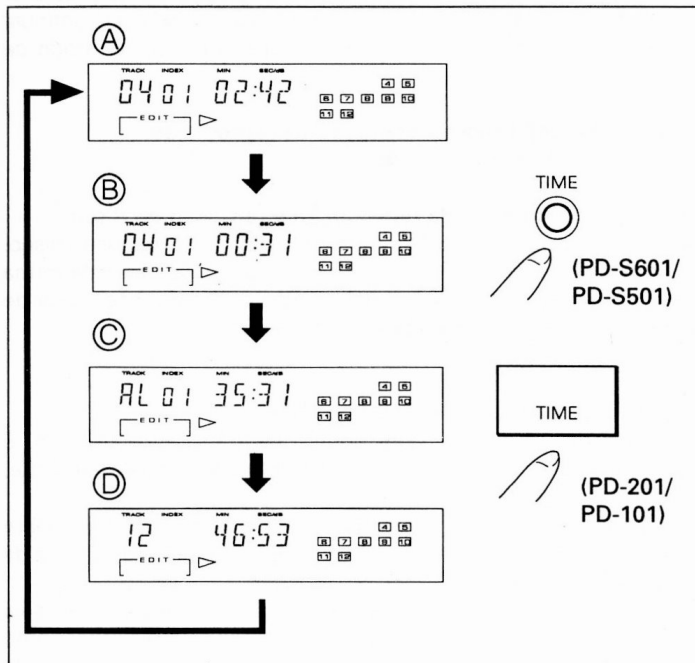 A
TRACK INDEX MIN SEC/MB
04 01 02:42
4 5
6 7 8 9 10
11 12
EDIT
B
TRACK INDEX MIN SEC/MB
04 01 00:31
4 5
6 7 8 9 10
11 12
EDIT
TIME
(PD-S601/
PD-S501)
C
TRACK INDEX MIN SEC/MB
AL 01 35:31
4 5
6 7 8 9 10
11 12
EDIT
TIME
(PD-201/
PD-101)
D
TRACK INDEX MIN SEC/MB
12 46:53
4 5
6 7 8 9 10
11 12
EDIT